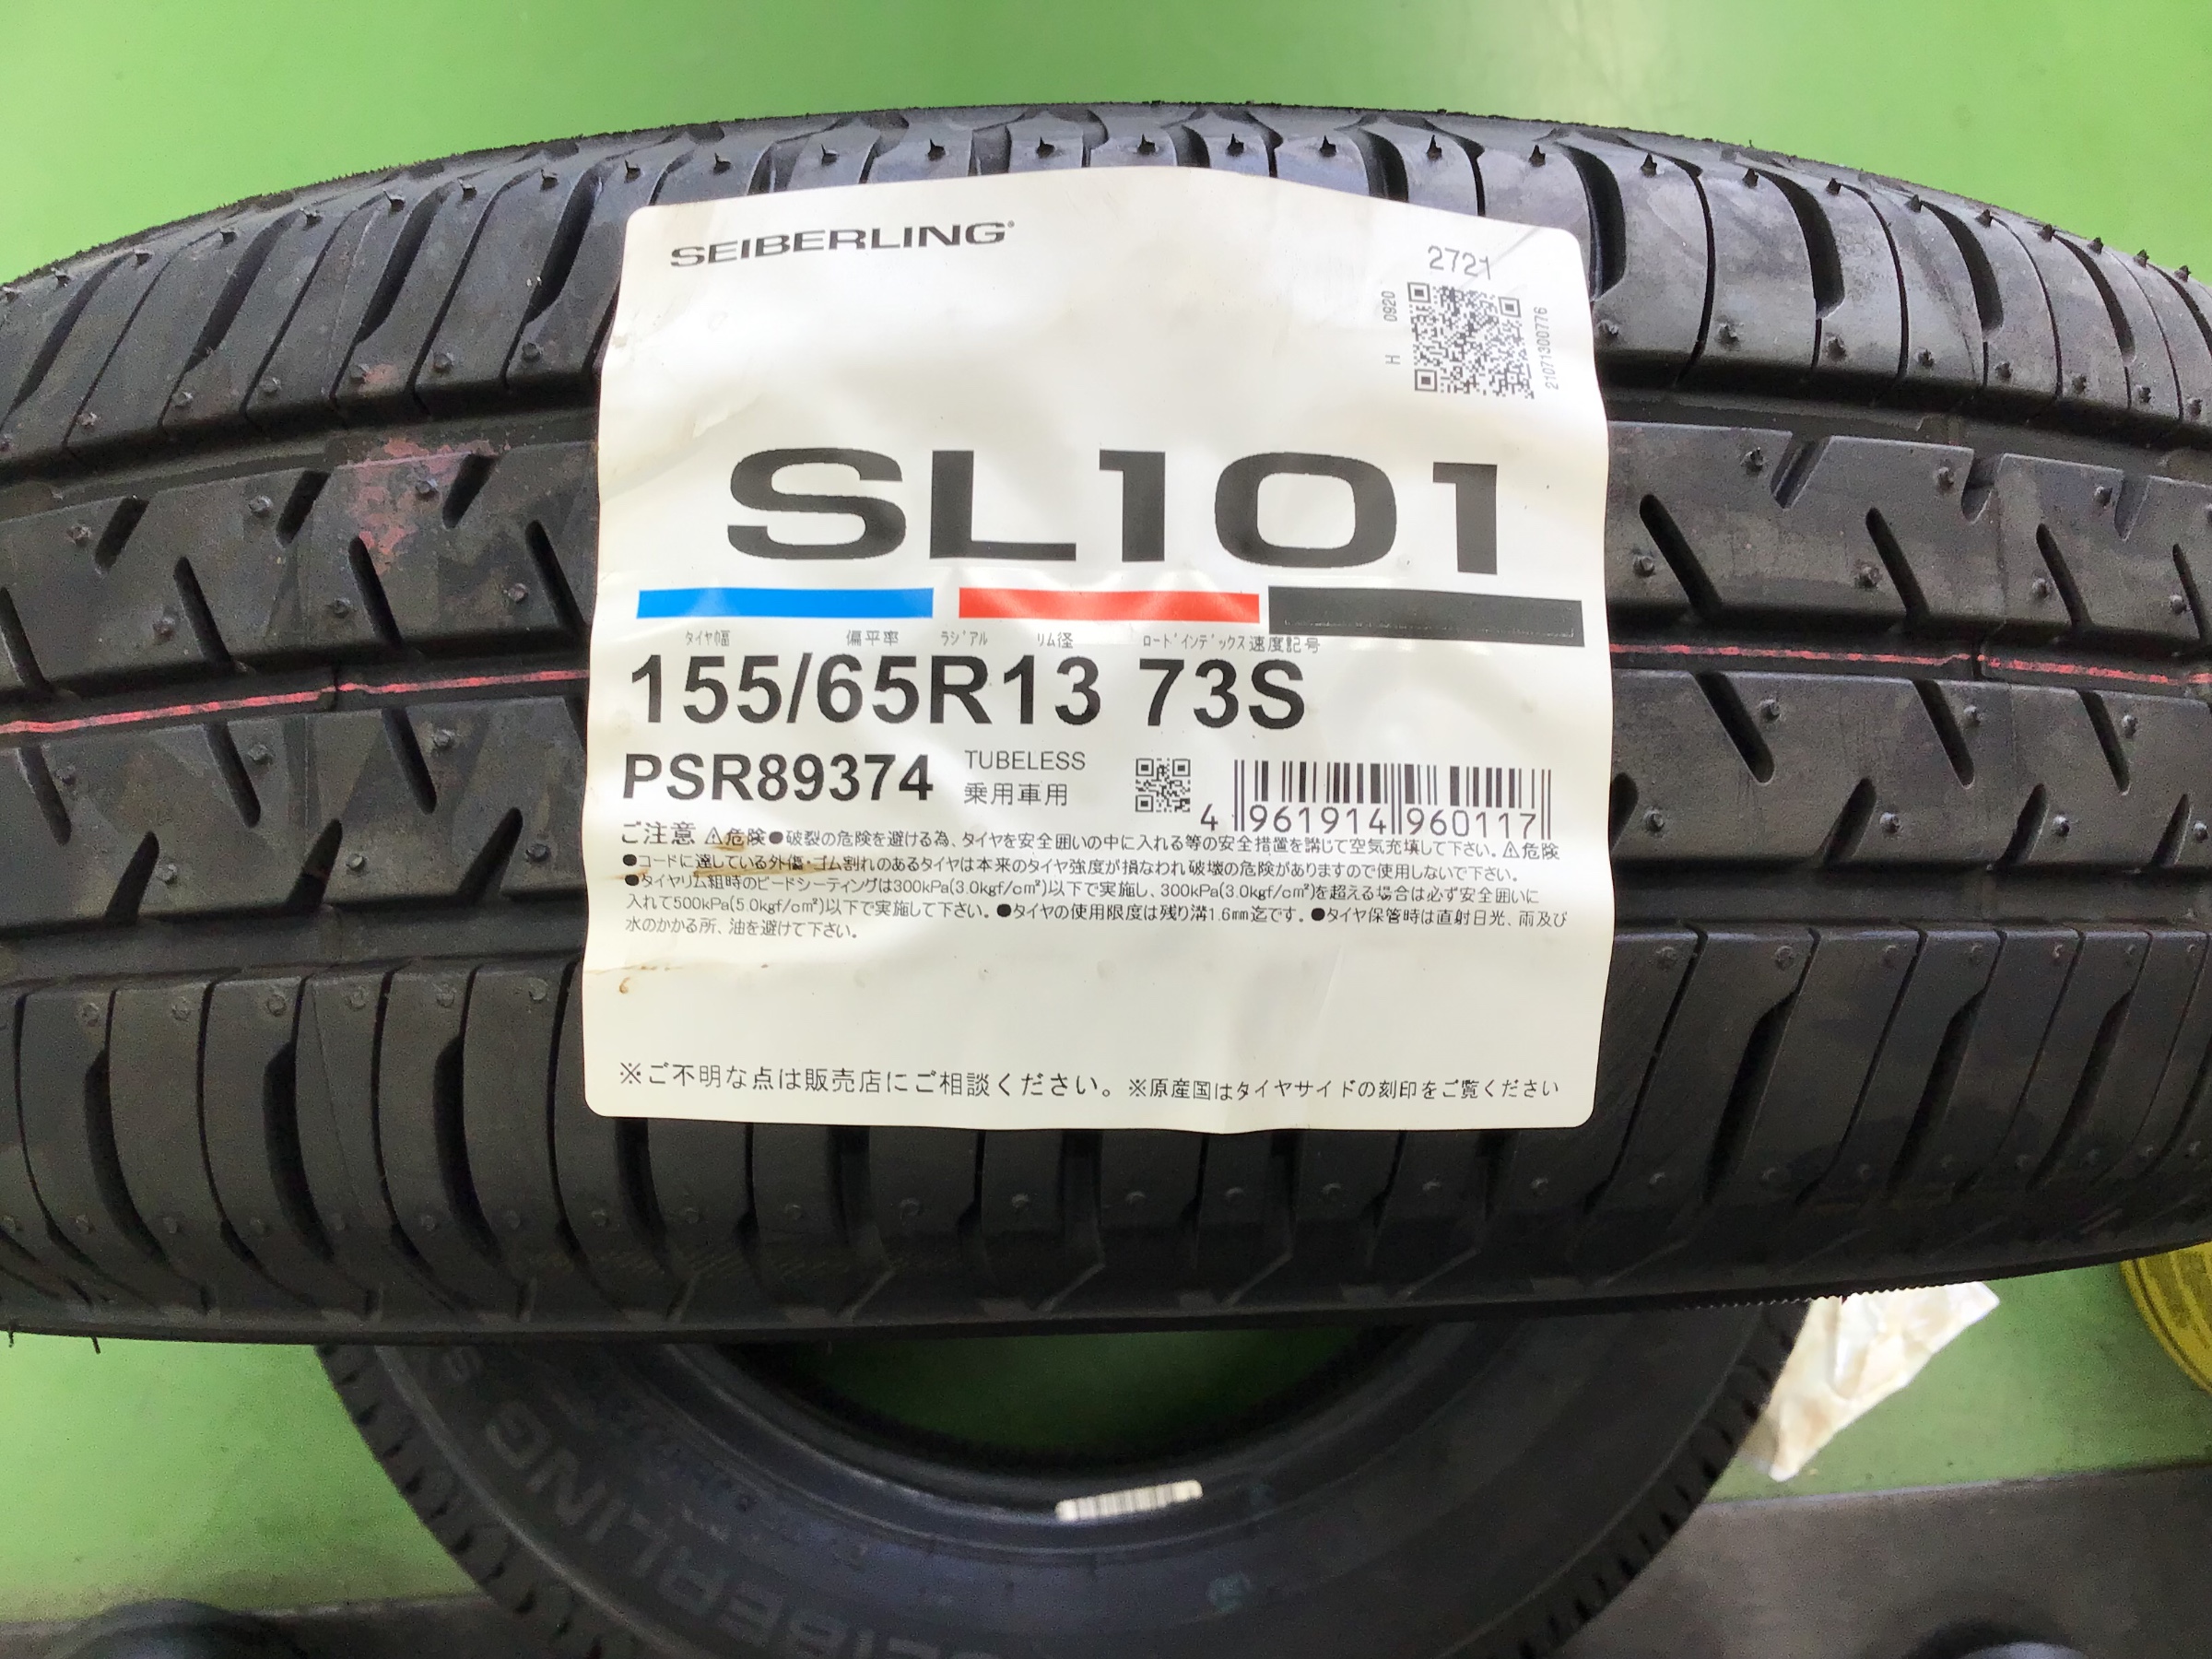 SEIBERLING
2721
H 0920
21071300776
SL101
タイヤ幅 偏平率 ラジアル リム径 ロードインデックス 速度記号
155/65R13 73S
PSR89374 TUBELESS
乗用車用
4 961914 960117
ご注意 ⚠危険●破裂の危険を避ける為、タイヤを安全囲いの中に入れる等の安全措置を講じて空気充填して下さい。⚠危険
●コードに達している外傷・ゴム割れのあるタイヤは本来のタイヤ強度が損なわれ破壊の危険がありますので使用しないで下さい。
●タイヤリム組時のビードシーティングは300kPa(3.0kgf/c㎡)以下で実施し、300kPa(3.0kgf/c㎡)を超える場合は必ず安全囲いに
入れて500kPa(5.0kgf/c㎡)以下で実施して下さい。●タイヤの使用限度は残り溝1.6mm迄です。●タイヤ保管時は直射日光、雨及び
水のかかる所、油を避けて下さい。
※ご不明な点は販売店にご相談ください。※原産国はタイヤサイドの刻印をご覧ください
SEIBERLING